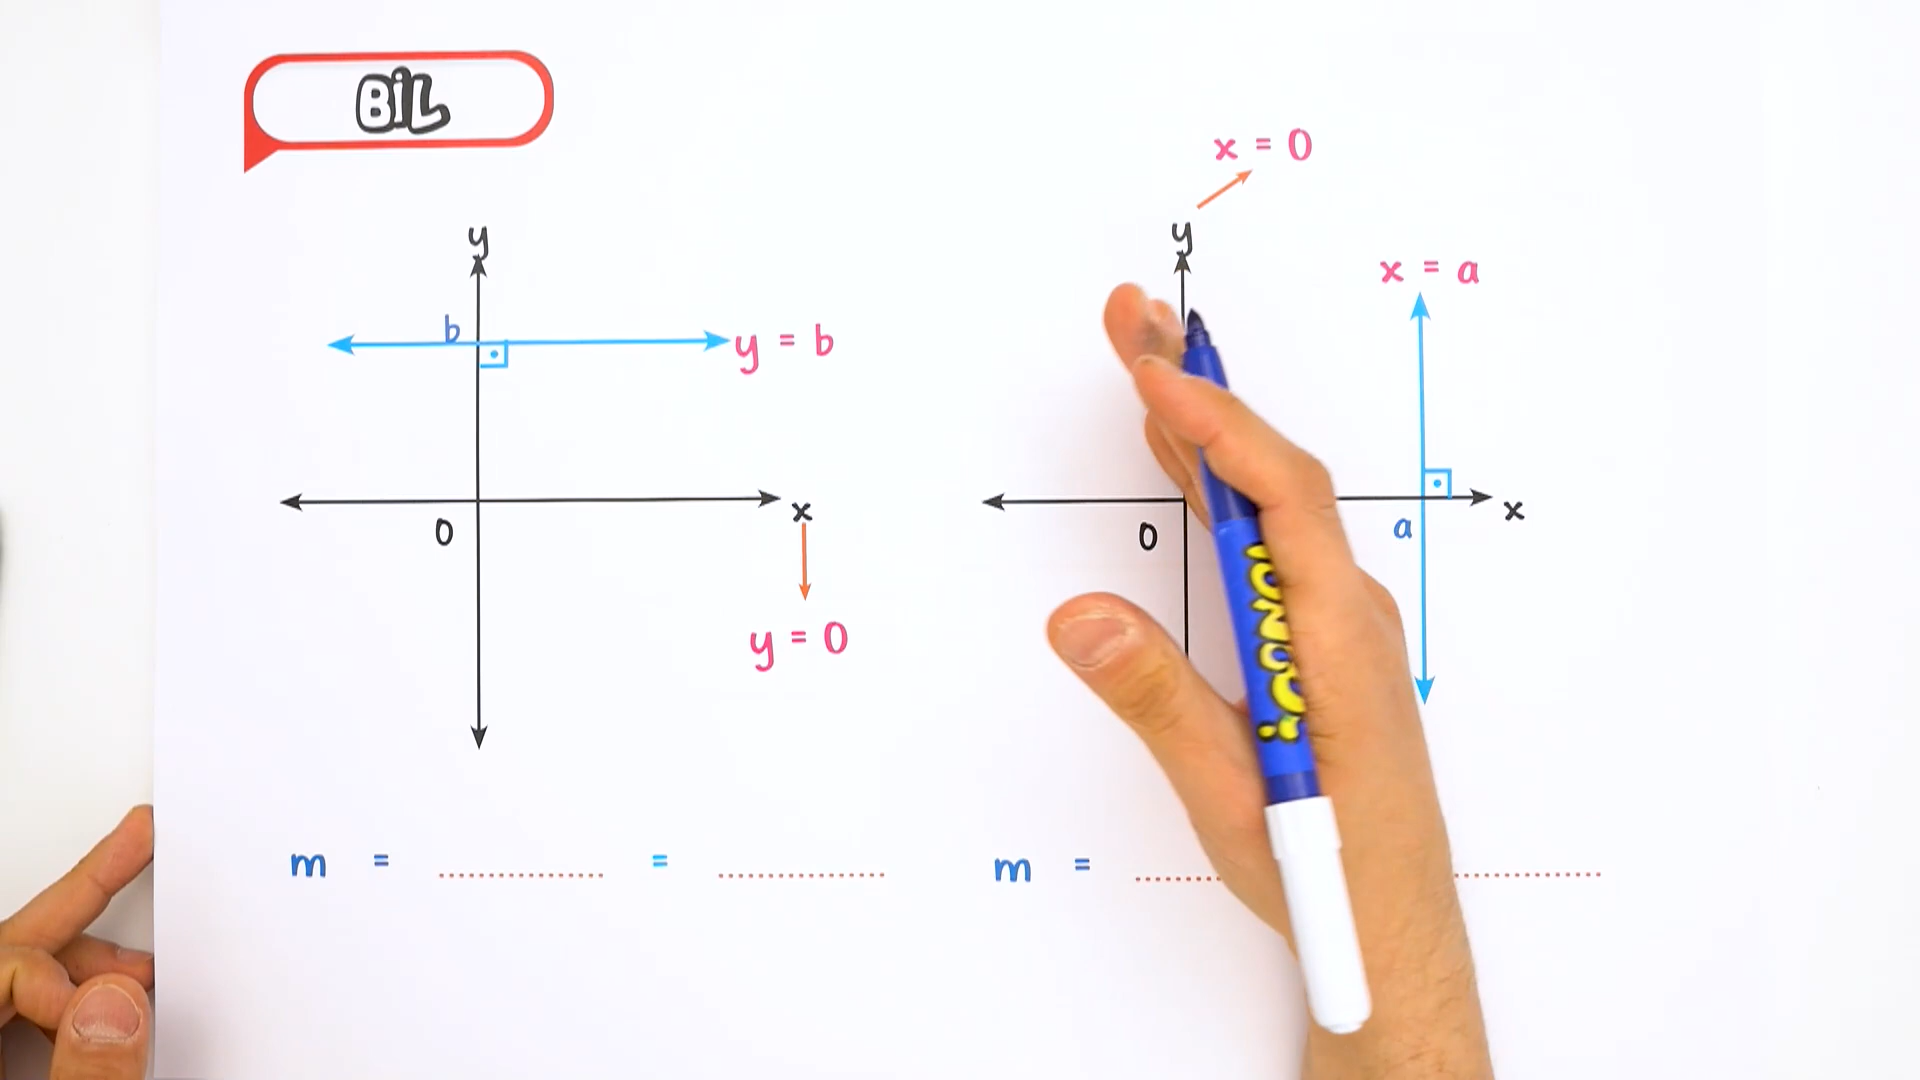 BİL
y
b
y = b
0
x
y = 0
m = .............. = ..............
x = 0
y
x = a
0
a
x
m = ..............